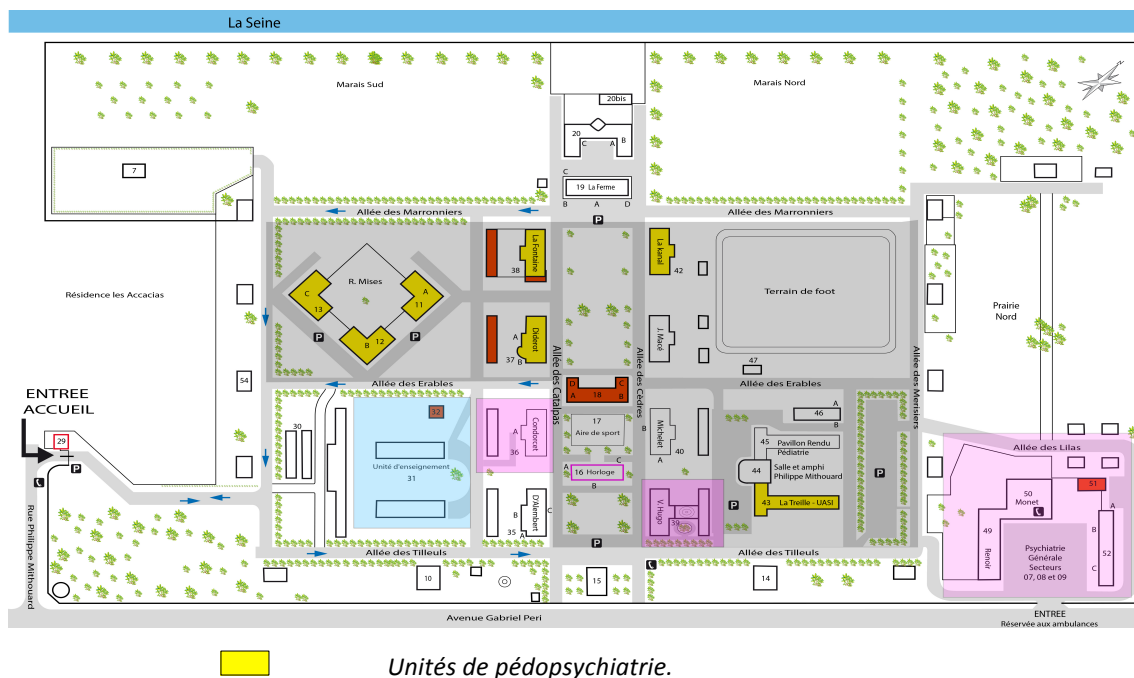 La Seine
Marais Sud
Marais Nord
N
20bis
20
C A B
7
C
19 La Ferme
B A D
P
Allée des Marronniers
Allée des Marronniers
La Fontaine
38
La kanal
42
R. Mises
C
13
A
11
B
12
P
P
Résidence les Accacias
Terrain de foot
Prairie
Nord
A
Diderot
37 B
J. Macé
47
54
Allée des Erables
Allée des Erables
Allée des Catalpas
Allée des Cèdres
Allée des Merisiers
D C
A 18 B
ENTREE
ACCUEIL
29
P
30
32
Unité d'enseignement
31
A
36
Condorcet
17
Aire de sport
B
Michelet
A
40
A
46
B
45 Pavillon Rendu
Pédiatrie
44
Salle et amphi
Philippe Mithouard
43 La Treille - UASI
P
P
Allée des Lilas
C
A
16 Horloge
B
D'Alembert
B
35 A
C
V. Hugo
39
51
50
Monet
49
Renoir
A
B
52
C
Psychiatrie
Générale
Secteurs
07, 08 et 09
Rue Philippe Mithouard
Allée des Tilleuls
P
Allée des Tilleuls
10
15
14
Avenue Gabriel Peri
ENTREE
Réservée aux ambulances
Unités de pédopsychiatrie.